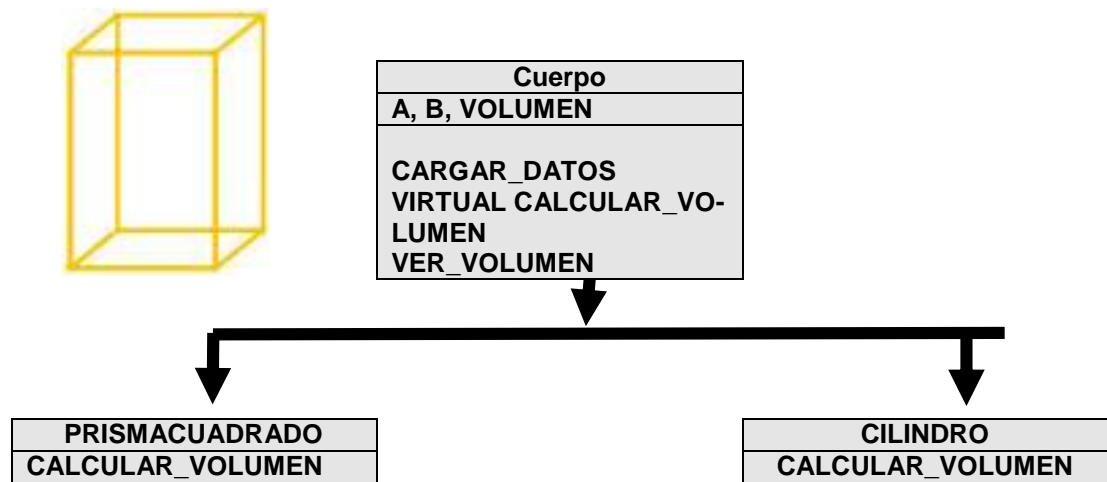 Cuerpo
A, B, VOLUMEN
CARGAR_DATOS
VIRTUAL CALCULAR_VO-
LUMEN
VER_VOLUMEN
PRISMACUADRADO
CALCULAR_VOLUMEN
CILINDRO
CALCULAR_VOLUMEN